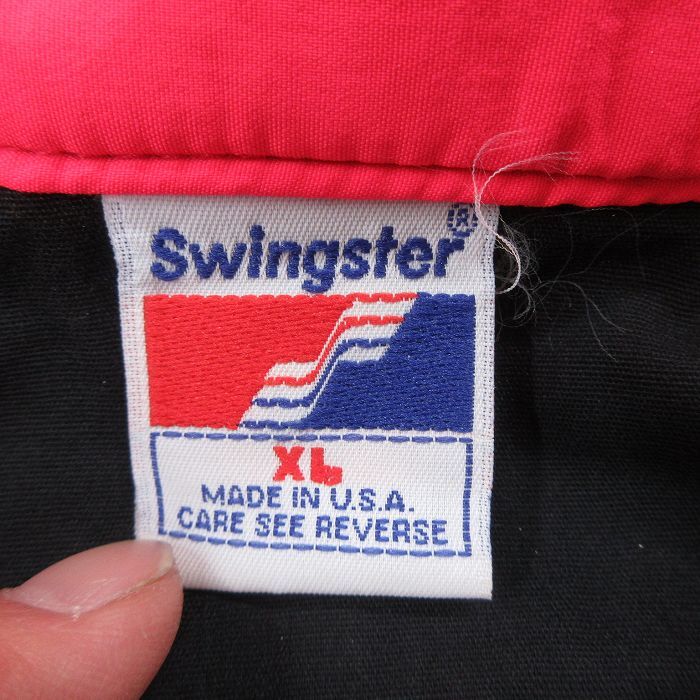 Swingster®
XL
MADE IN U.S.A.
CARE SEE REVERSE